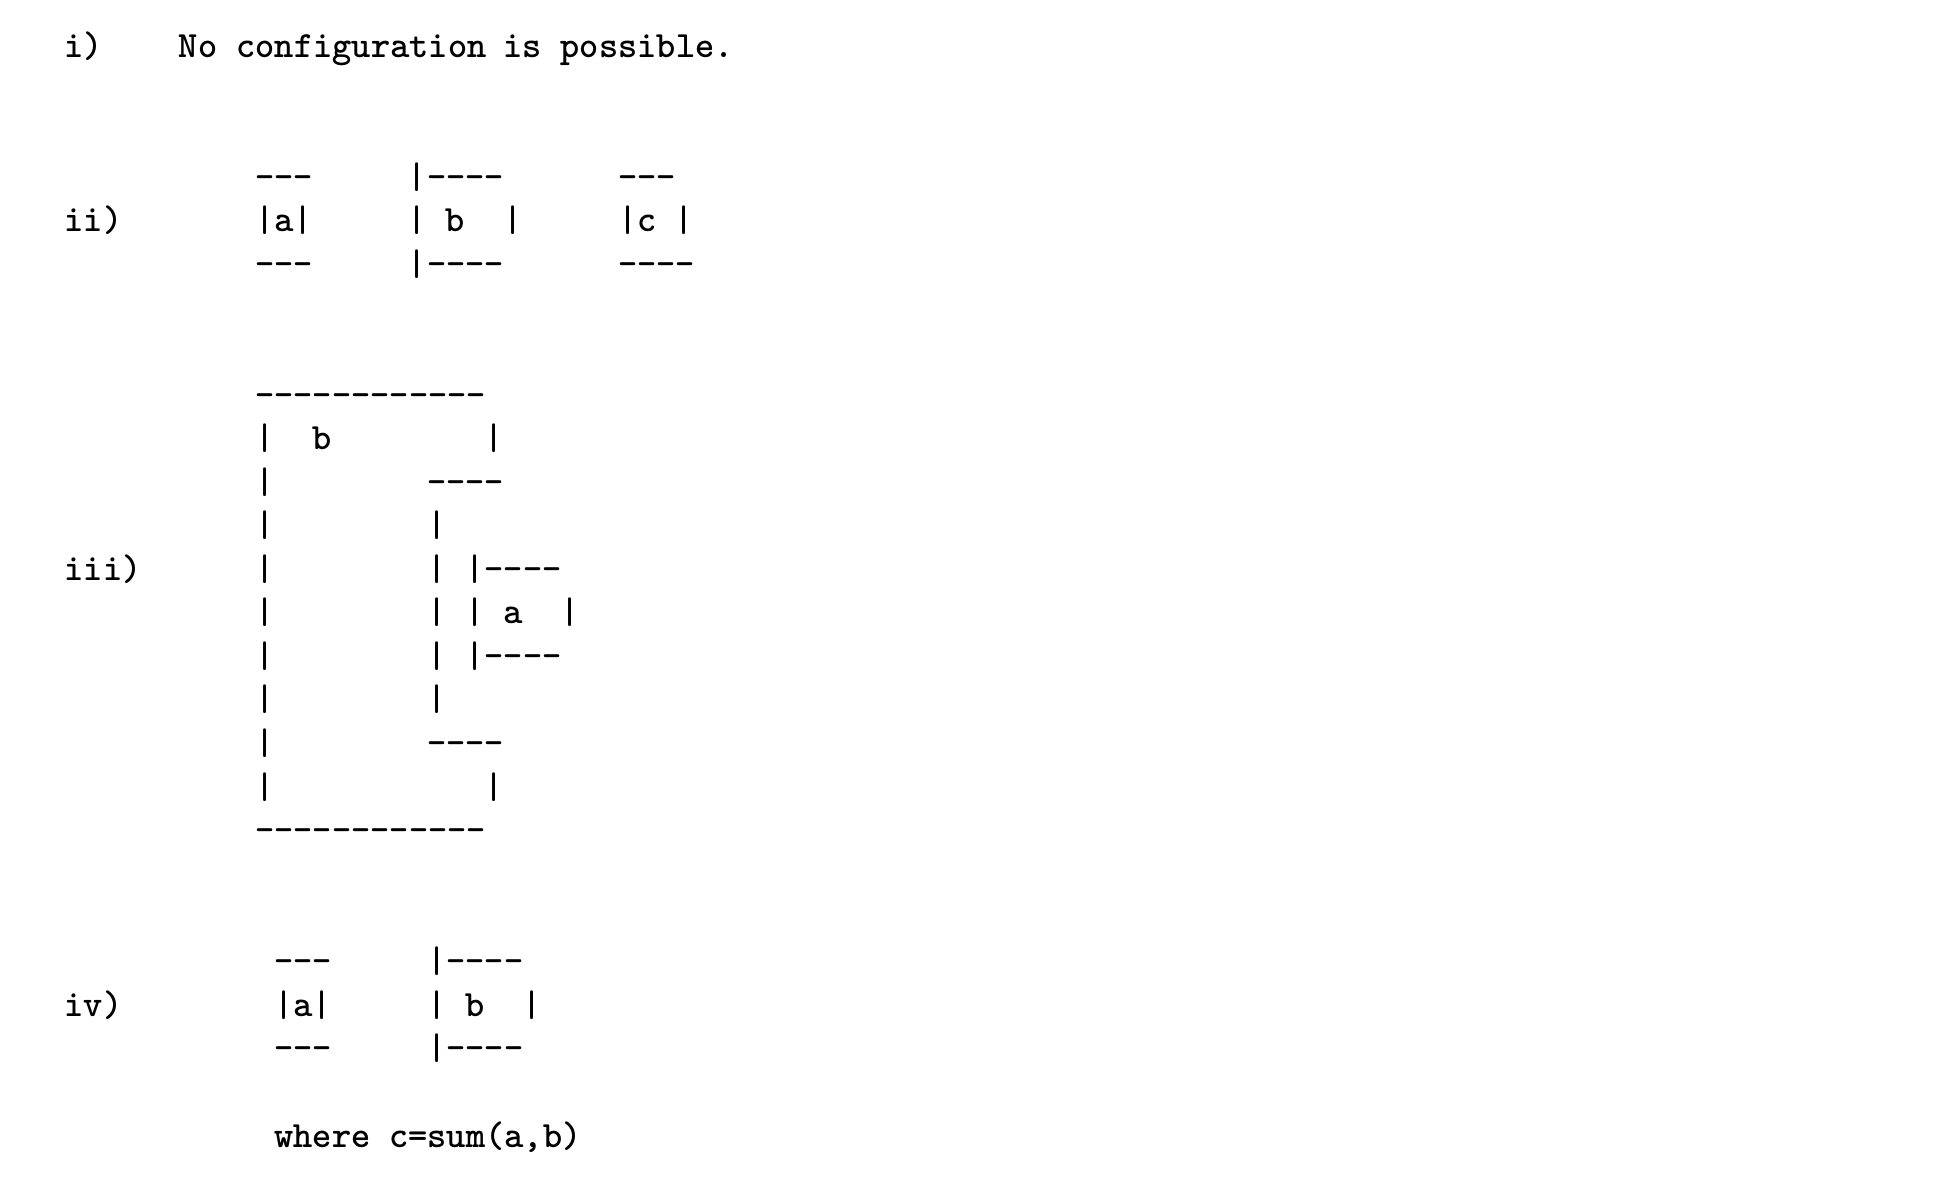 i) No configuration is possible.
--- |---- ---
ii) |a| | b | |c |
--- |---- ----
------------
| b |
| ----
| |
iii) | | |----
| | | a |
| | |----
| |
| ----
| |
------------
--- |----
iv) |a| | b |
--- |----
where c=sum(a,b)